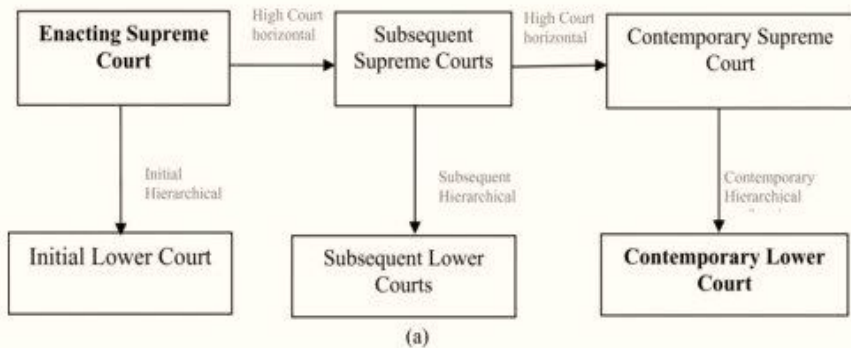 Enacting Supreme
Court
High Court
horizontal
Subsequent
Supreme Courts
High Court
horizontal
Contemporary Supreme
Court
Initial
Hierarchical
Subsequent
Hierarchical
Contemporary
Hierarchical
Initial Lower Court
Subsequent Lower
Courts
Contemporary Lower
Court
(a)